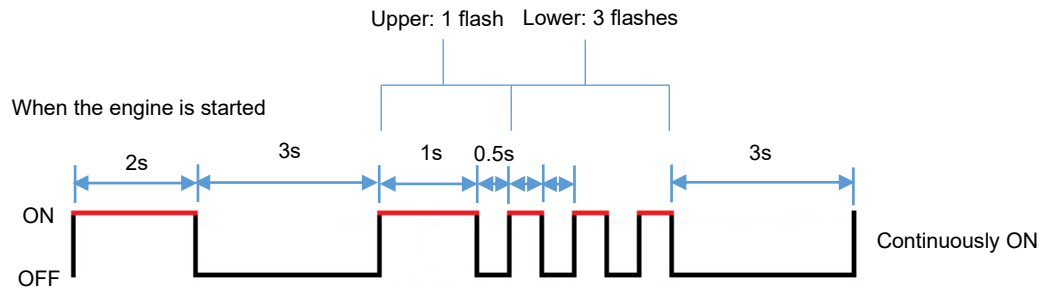 Upper: 1 flash Lower: 3 flashes
When the engine is started
2s 3s 1s 0.5s 3s
ON
OFF
Continuously ON